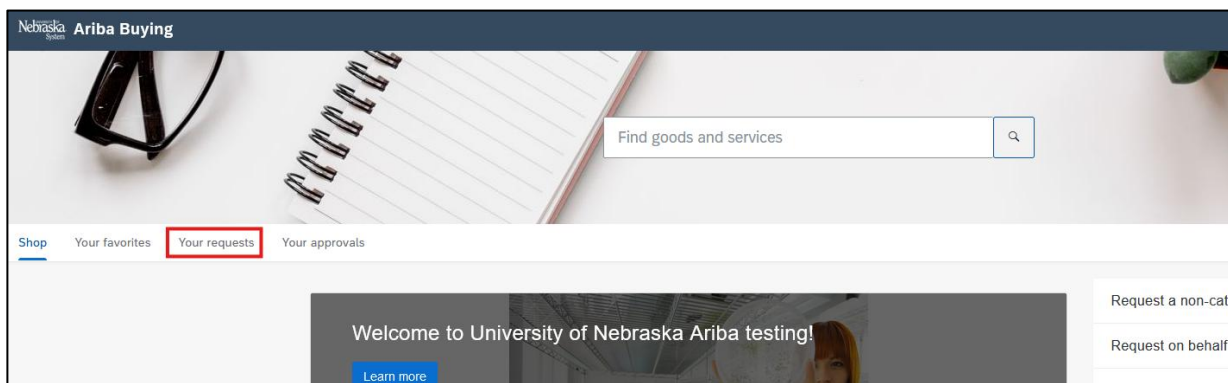 Nebraska
System
Ariba Buying
Find goods and services
Shop
Your favorites
Your requests
Your approvals
Request a non-cat
Welcome to University of Nebraska Ariba testing!
Request on behalf
Learn more